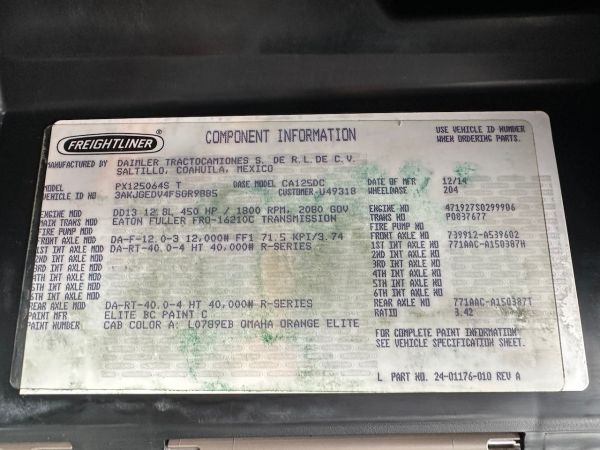 FREIGHTLINER ®
COMPONENT INFORMATION
USE VEHICLE ID NUMBER
WHEN ORDERING PARTS.
MANUFACTURED BY DAIMLER TRACTOCAMIONES S. DE R.L.DE C.V.
SALTILLO, COAHUILA, MEXICO
MODEL PX125064S T BASE MODEL CA125DC DATE OF MFR 12/14
VEHICLE ID NO 3AKJGEDV4FSGR9885 CUSTOMER U4931B WHEELBASE 204
ENGINE MOD DD13 12.8L 450 HP / 1800 RPM, 2080 GOV ENGINE NO 471927S0299906
MAIN TRANS MOD EATON FULLER FRO-16210C TRANSMISSION TRANS NO P0837677
FIRE PUMP MOD FIRE PUMP NO
FRONT AXLE MOD DA-F-12.0-3 12,000# FF1 71.5 KPI/3.74 FRONT AXLE NO 739912-A539602
1ST INT AXLE MOD DA-RT-40.0-4 HT 40,000# R-SERIES 1ST INT AXLE NO 771AAC-A150387H
2ND INT AXLE MOD 2ND INT AXLE NO
3RD INT AXLE MOD 3RD INT AXLE NO
4TH INT AXLE MOD 4TH INT AXLE NO
5TH INT AXLE MOD 5TH INT AXLE NO
6TH INT AXLE MOD 6TH INT AXLE NO
REAR AXLE MOD DA-RT-40.0-4 HT 40,000# R-SERIES REAR AXLE NO 771AAC-A150387T
PAINT MFR ELITE BC PAINT C RATIO 3.42
PAINT NUMBER CAB COLOR A: L0789EB OMAHA ORANGE ELITE
FOR COMPLETE PAINT INFORMATION
SEE VEHICLE SPECIFICATION SHEET.
L PART NO. 24-01176-010 REV A